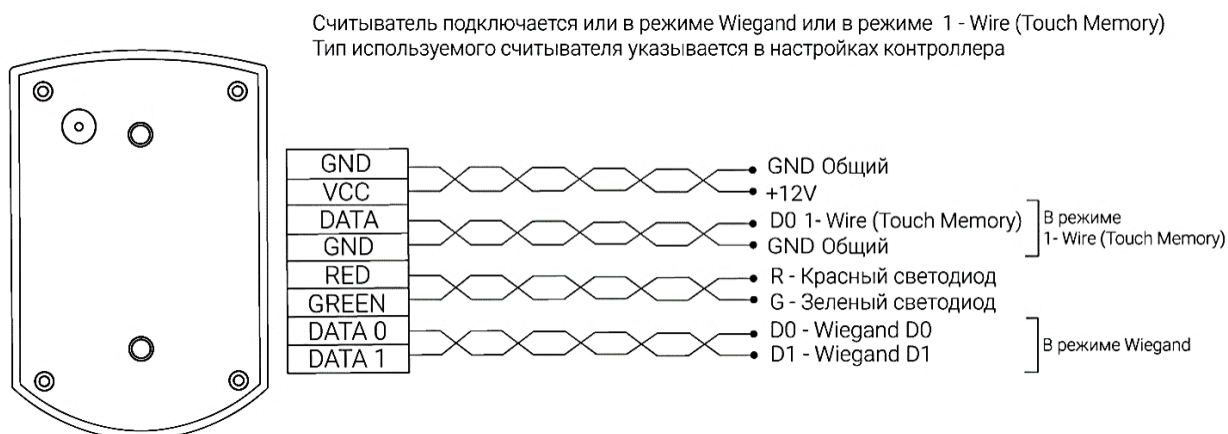 Считыватель подключается или в режиме Wiegand или в режиме 1 - Wire (Touch Memory)
Тип используемого считывателя указывается в настройках контроллера
GND
GND Общий
VCC
+12V
DATA
D0 1- Wire (Touch Memory)
В режиме
1- Wire (Touch Memory)
GND
GND Общий
RED
R - Красный светодиод
GREEN
G - Зеленый светодиод
DATA 0
D0 - Wiegand D0
В режиме Wiegand
DATA 1
D1 - Wiegand D1